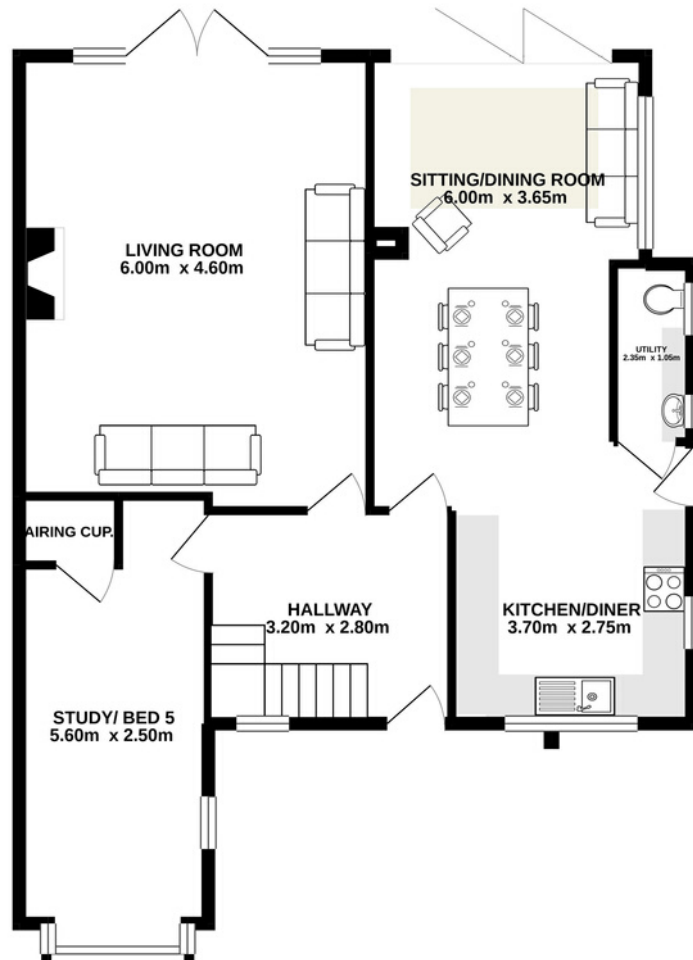 SITTING/DINING ROOM
6.00m x 3.65m
LIVING ROOM
6.00m x 4.60m
UTILITY
2.35m x 1.05m
AIRING CUP.
HALLWAY
3.20m x 2.80m
KITCHEN/DINER
3.70m x 2.75m
STUDY/ BED 5
5.60m x 2.50m